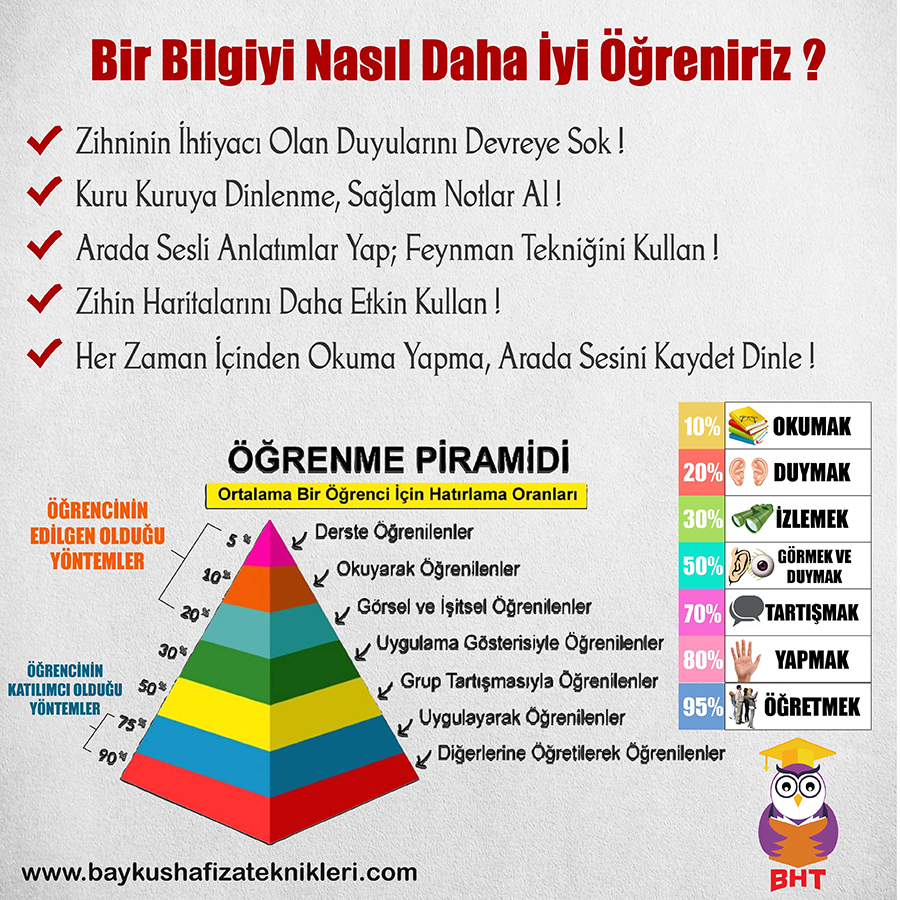 Bir Bilgiyi Nasıl Daha İyi Öğreniriz ?
Zihninin İhtiyacı Olan Duyularını Devreye Sok !
Kuru Kuruya Dinlenme, Sağlam Notlar Al !
Arada Sesli Anlatımlar Yap; Feynman Tekniğini Kullan !
Zihin Haritalarını Daha Etkin Kullan !
Her Zaman İçinden Okuma Yapma, Arada Sesini Kaydet Dinle !
ÖĞRENME PİRAMİDİ
Ortalama Bir Öğrenci İçin Hatırlama Oranları
ÖĞRENCİNİN
EDİLGEN OLDUĞU
YÖNTEMLER
5 % Derste Öğrenilenler
10 % Okuyarak Öğrenilenler
20 % Görsel ve İşitsel Öğrenilenler
30 % Uygulama Gösterisiyle Öğrenilenler
ÖĞRENCİNİN
KATILIMCI OLDUĞU
YÖNTEMLER
50 % Grup Tartışmasıyla Öğrenilenler
75 % Uygulayarak Öğrenilenler
90 % Diğerlerine Öğretilerek Öğrenilenler
10% OKUMAK
20% DUYMAK
30% İZLEMEK
50% GÖRMEK VE
DUYMAK
70% TARTIŞMAK
80% YAPMAK
95% ÖĞRETMEK
BHT
www.baykushafizateknikleri.com